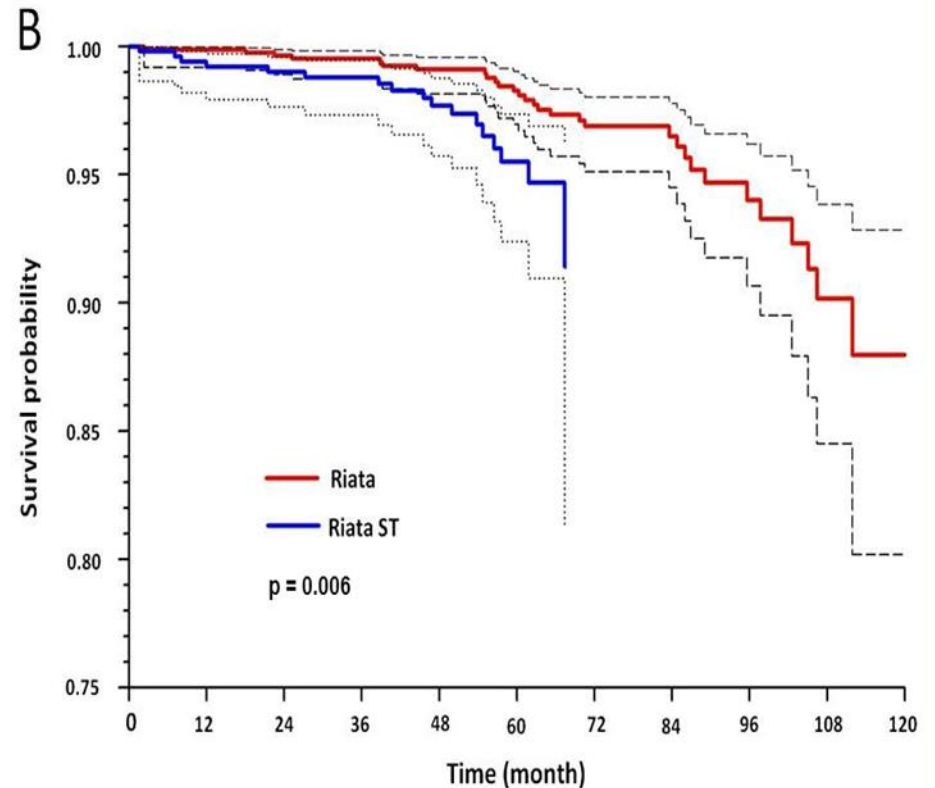 B
Survival probability
1.00
0.95
0.90
0.85
0.80
0.75
Riata
Riata ST
p = 0.006
0 12 24 36 48 60 72 84 96 108 120
Time (month)